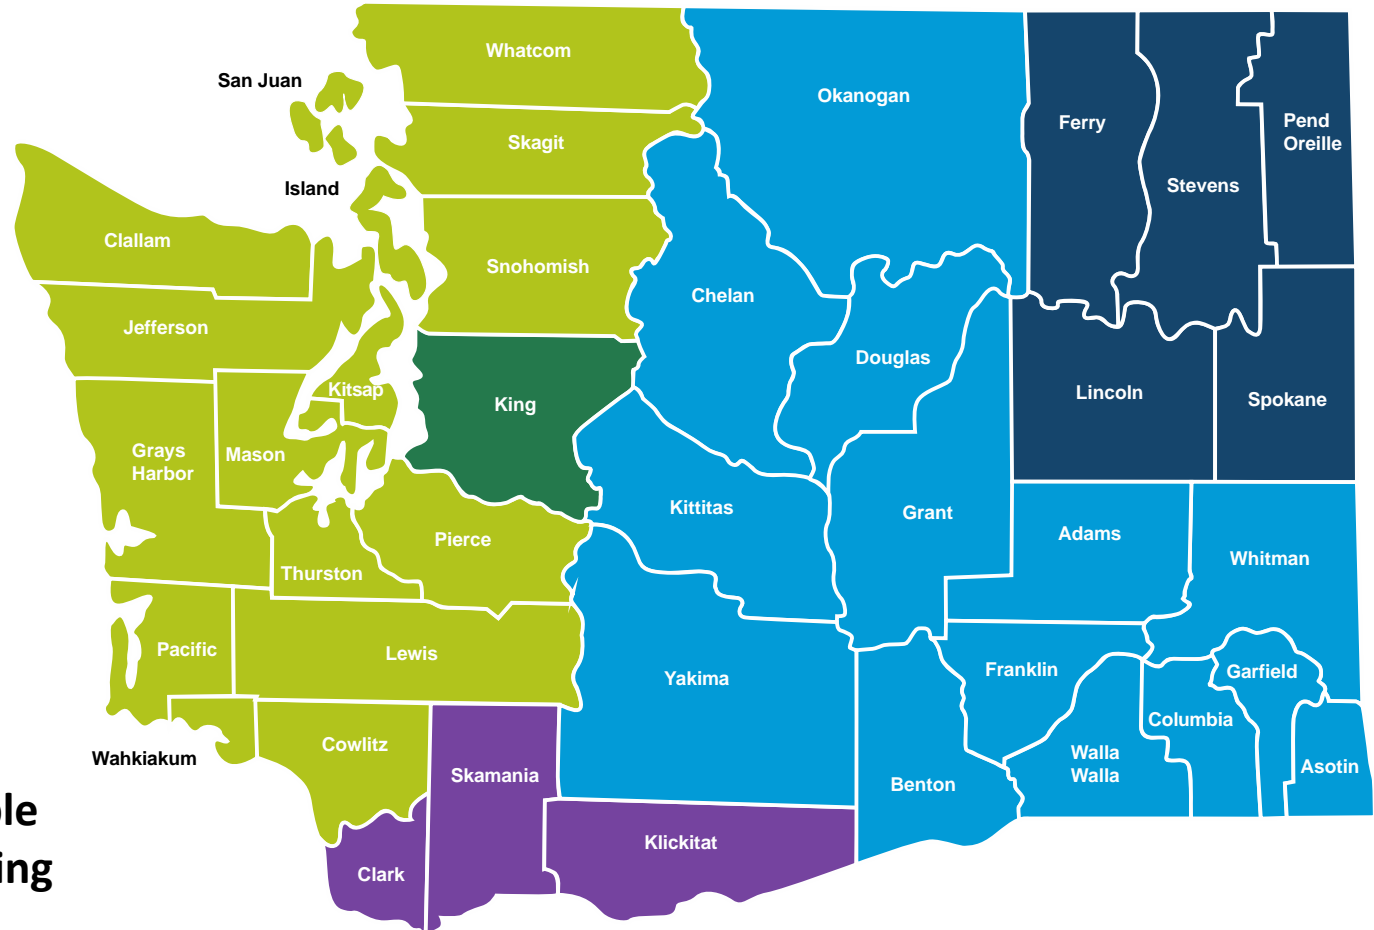 Whatcom
San Juan
Okanogan
Ferry
Pend
Oreille
Skagit
Stevens
Island
Clallam
Snohomish
Chelan
Jefferson
Douglas
Kitsap
King
Lincoln
Spokane
Grays
Harbor
Mason
Kittitas
Grant
Adams
Pierce
Whitman
Thurston
Pacific
Lewis
Yakima
Franklin
Garfield
Columbia
Wahkiakum
Cowlitz
Skamania
Walla
Walla
Asotin
Benton
Klickitat
Clark